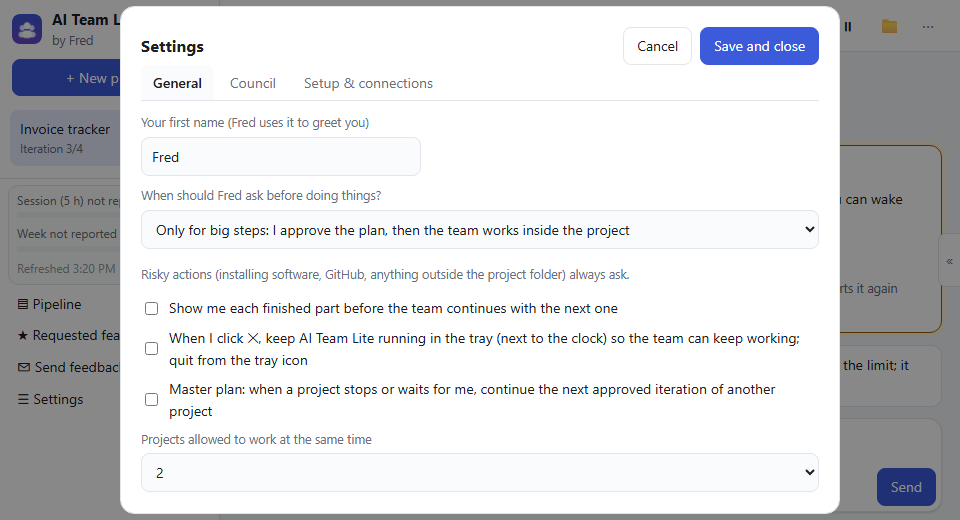 AI Team L
by Fred
+ New p
Invoice tracker
Iteration 3/4
Session (5 h) not rep
Week not reported
Refreshed 3:20 PM
Pipeline
Requested fea
Send feedbac
Settings
Settings
Cancel
Save and close
General
Council
Setup & connections
Your first name (Fred uses it to greet you)
Fred
When should Fred ask before doing things?
Only for big steps: I approve the plan, then the team works inside the project
Risky actions (installing software, GitHub, anything outside the project folder) always ask.
Show me each finished part before the team continues with the next one
When I click ✕, keep AI Team Lite running in the tray (next to the clock) so the team can keep working;
quit from the tray icon
Master plan: when a project stops or waits for me, continue the next approved iteration of another
project
Projects allowed to work at the same time
2
can wake
rts it again
the limit; it
Send